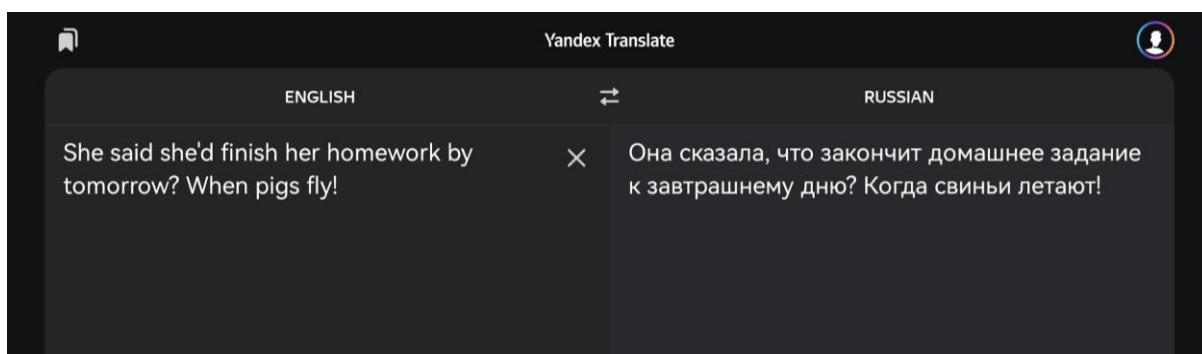 Yandex Translate
ENGLISH
RUSSIAN
She said she'd finish her homework by
tomorrow? When pigs fly!
Она сказала, что закончит домашнее задание
к завтрашнему дню? Когда свиньи летают!